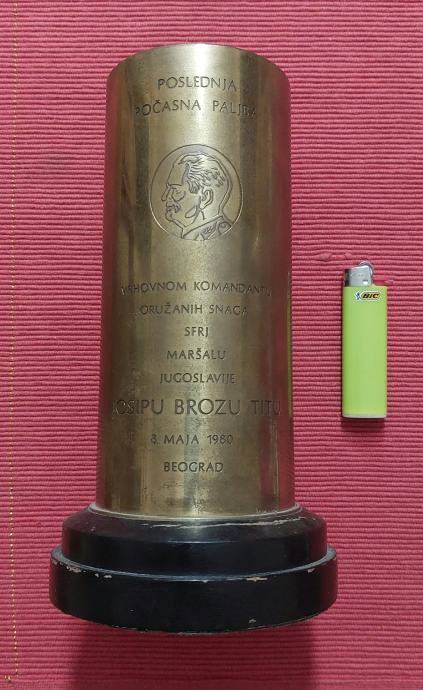 POSLEDNJA
POČASNA PALJBA
VRHOVNOM KOMANDANTU
ORUŽANIH SNAGA
SFRJ
MARŠALU
JUGOSLAVIJE
JOSIPU BROZU TITU
8. MAJA 1980
BEOGRAD
BIC